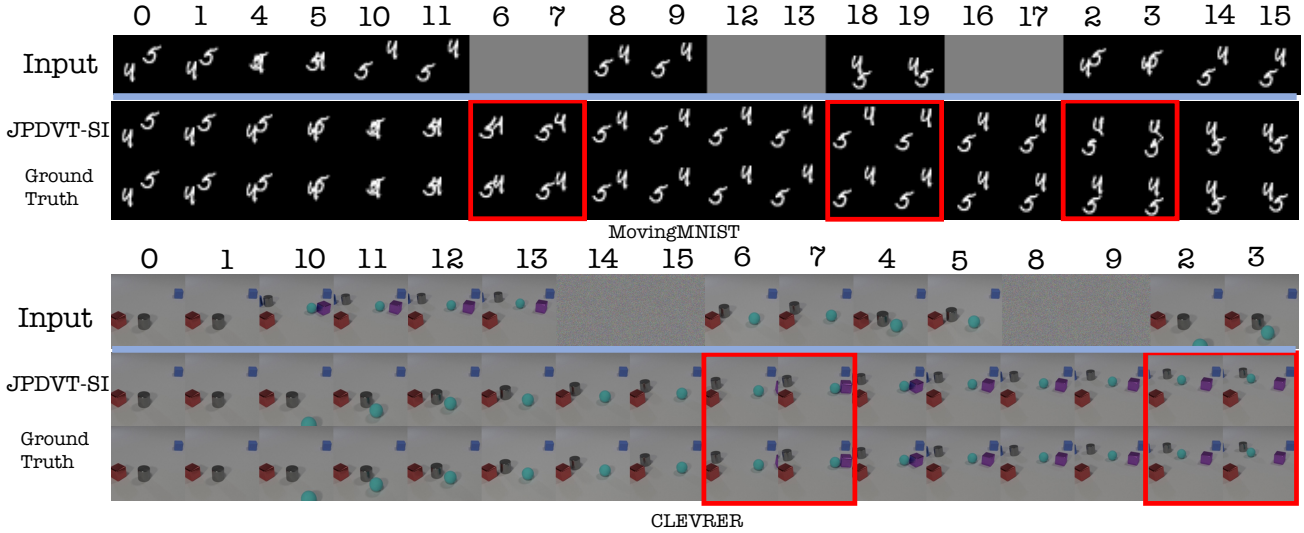 0 1 4 5 10 11 6 7 8 9 12 13 18 19 16 17 2 3 14 15
Input
JPDVT-SI
Ground
Truth
MovingMNIST
0 1 10 11 12 13 14 15 6 7 4 5 8 9 2 3
Input
JPDVT-SI
Ground
Truth
CLEVRER